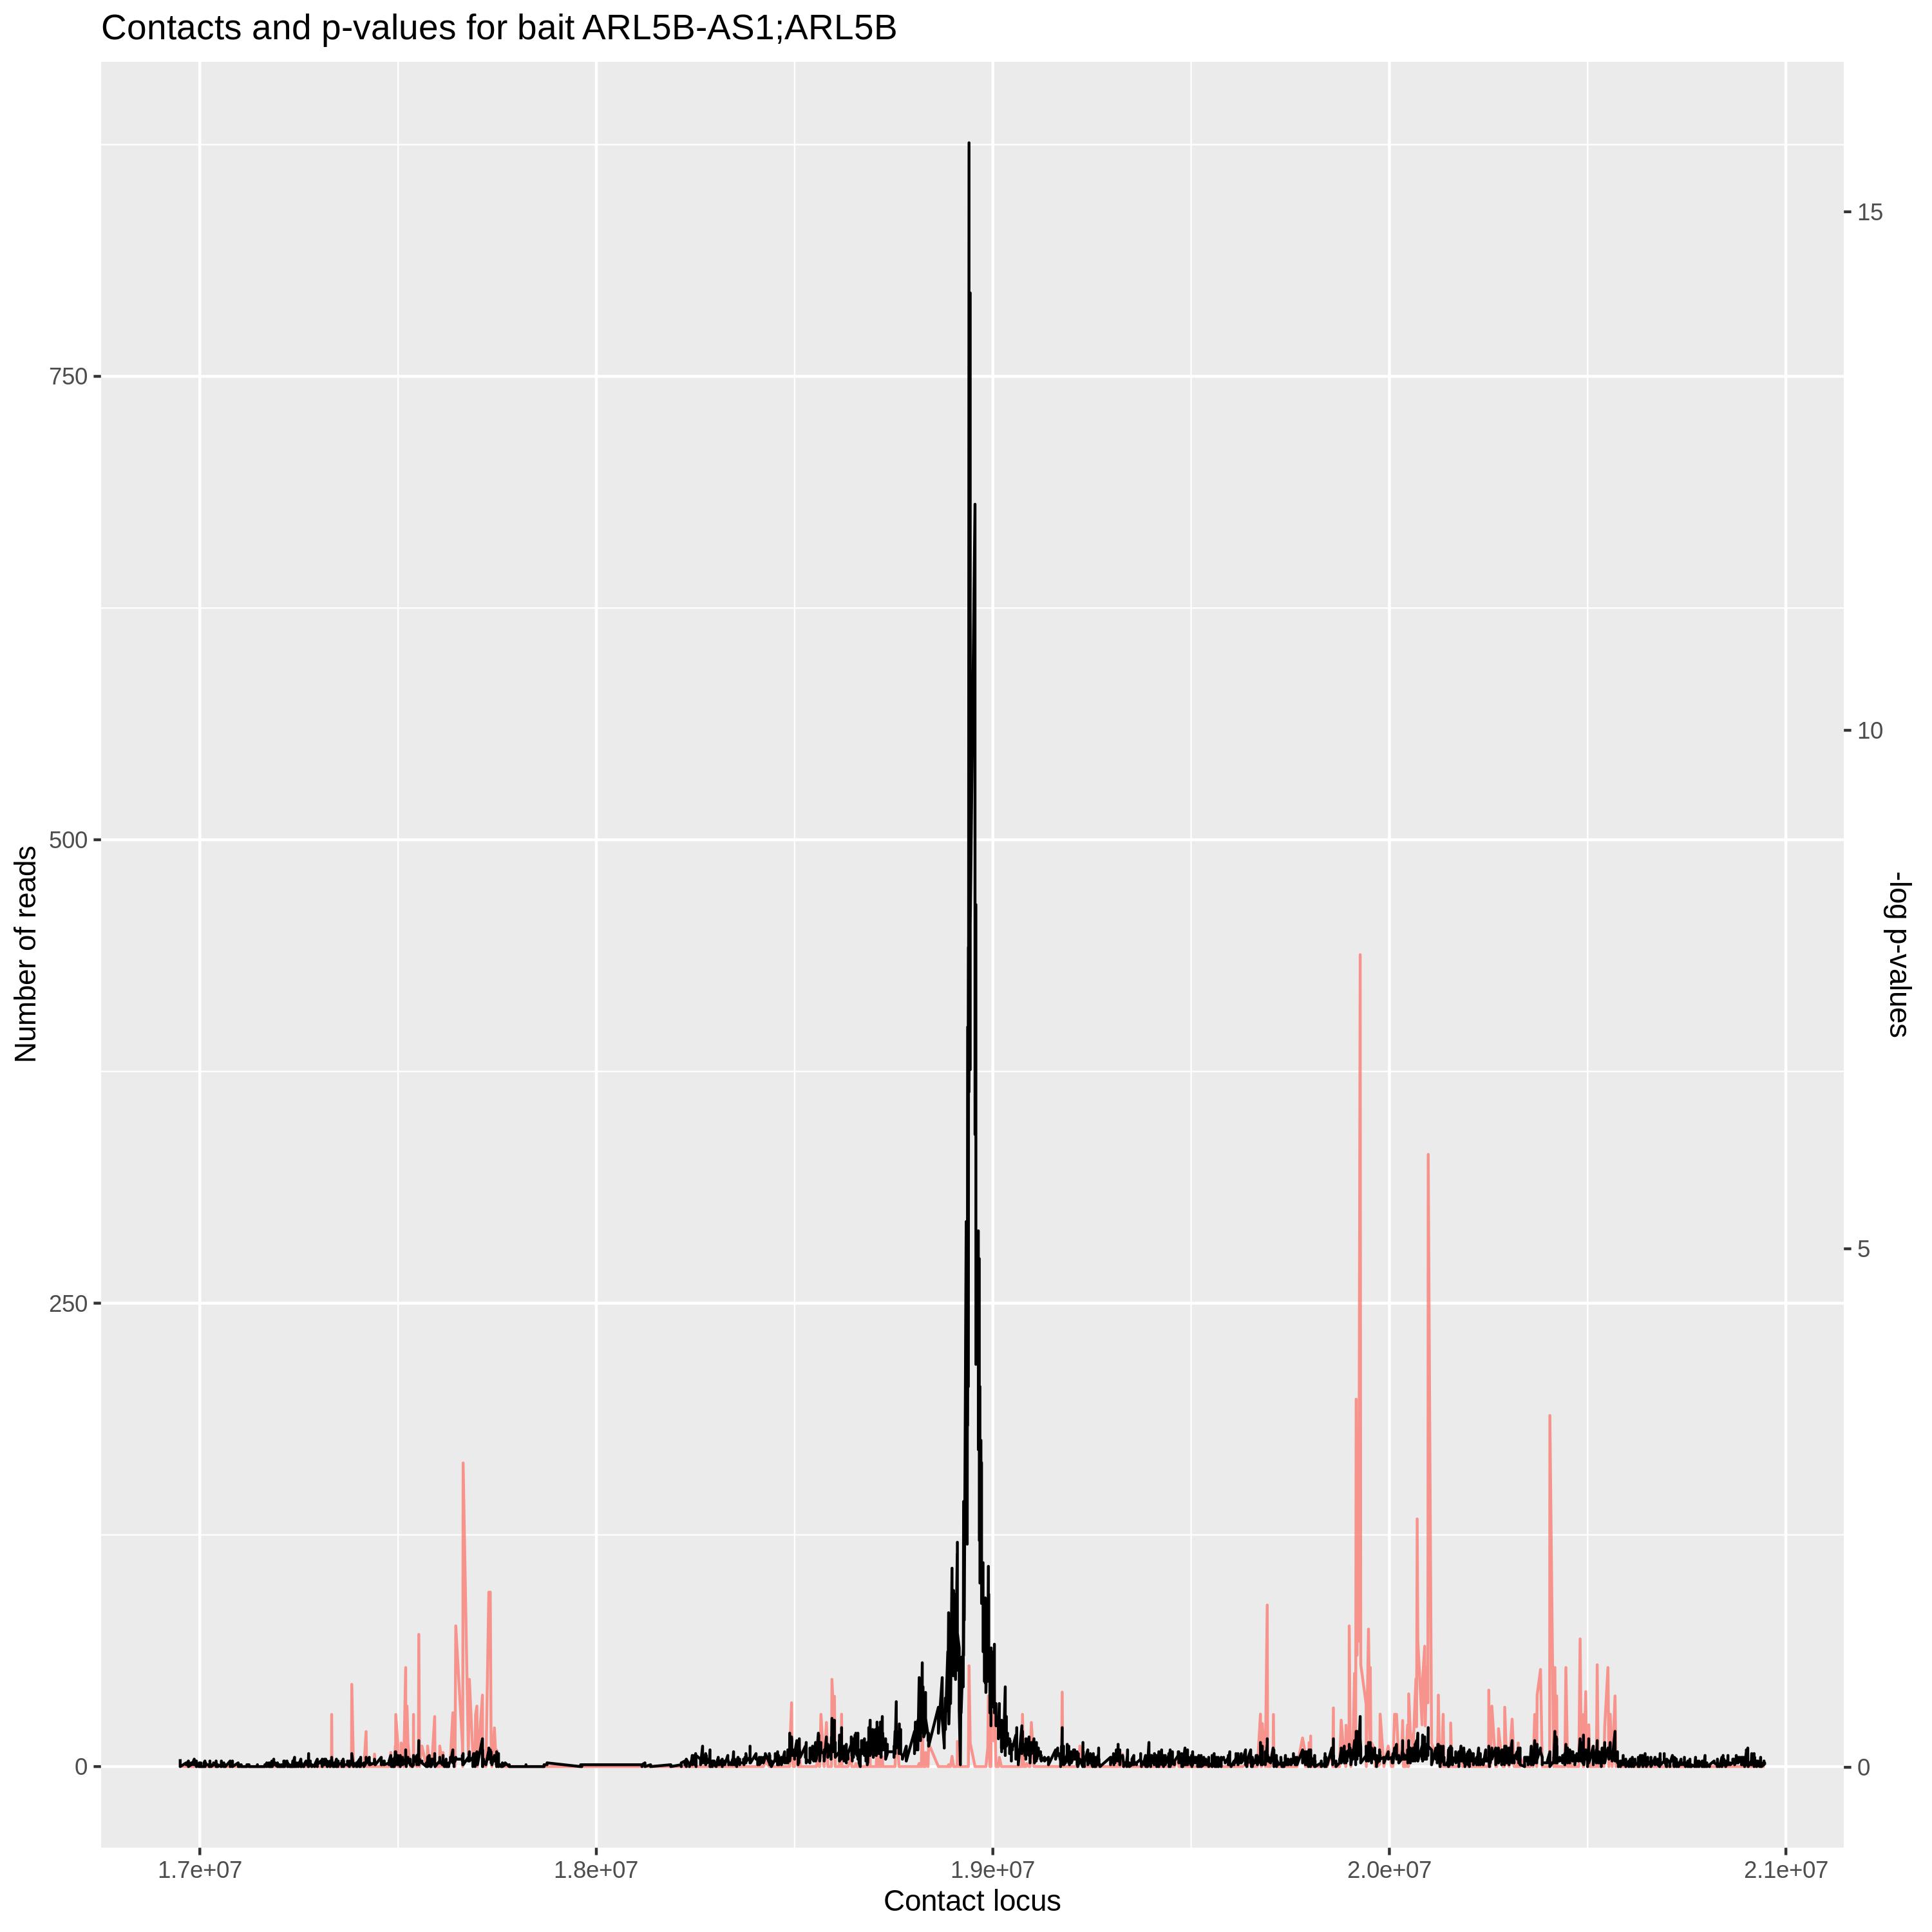 Contacts and p-values for bait ARL5B-AS1;ARL5B
15
750
10
500
Number of reads
-log p-values
5
250
0
0
1.7e+07
1.8e+07
1.9e+07
2.0e+07
2.1e+07
Contact locus